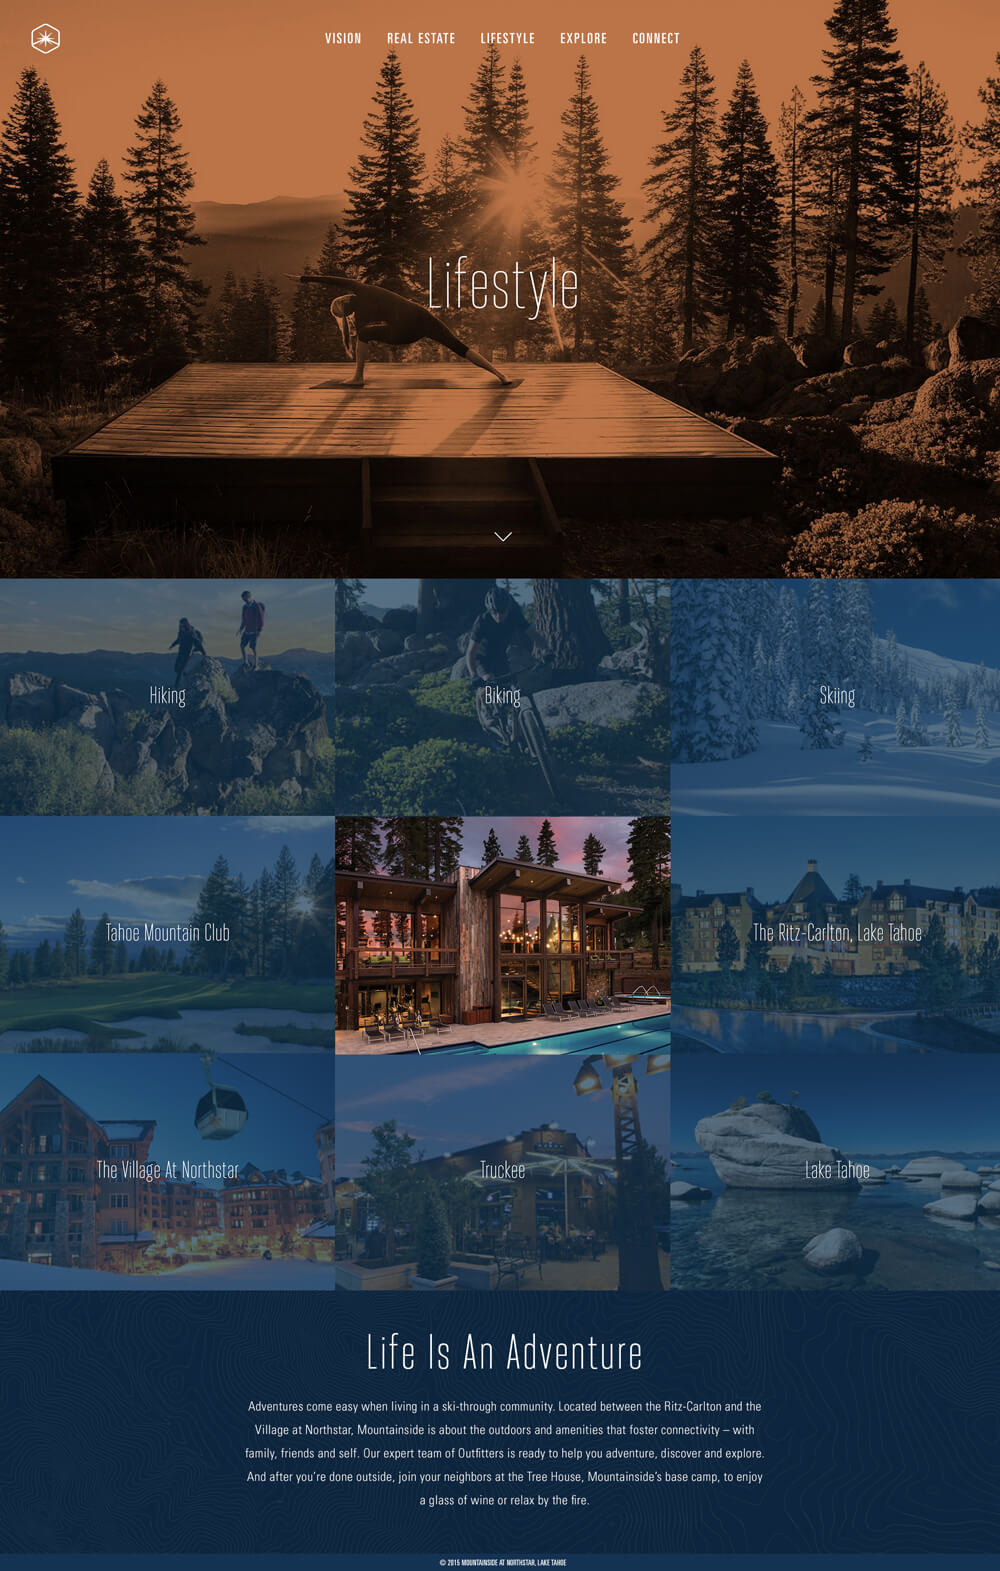 VISION REAL ESTATE LIFESTYLE EXPLORE CONNECT
Lifestyle
Hiking
Biking
Skiing
Tahoe Mountain Club
The Ritz-Carlton, Lake Tahoe
The Village At Northstar
Truckee
Lake Tahoe
Life Is An Adventure
Adventures come easy when living in a ski-through community. Located between the Ritz-Carlton and the
Village at Northstar, Mountainside is about the outdoors and amenities that foster connectivity – with
family, friends and self. Our expert team of Outfitters is ready to help you adventure, discover and explore.
And after you're done outside, join your neighbors at the Tree House, Mountainside's base camp, to enjoy
a glass of wine or relax by the fire.
© 2015 MOUNTAINSIDE AT NORTHSTAR, LAKE TAHOE